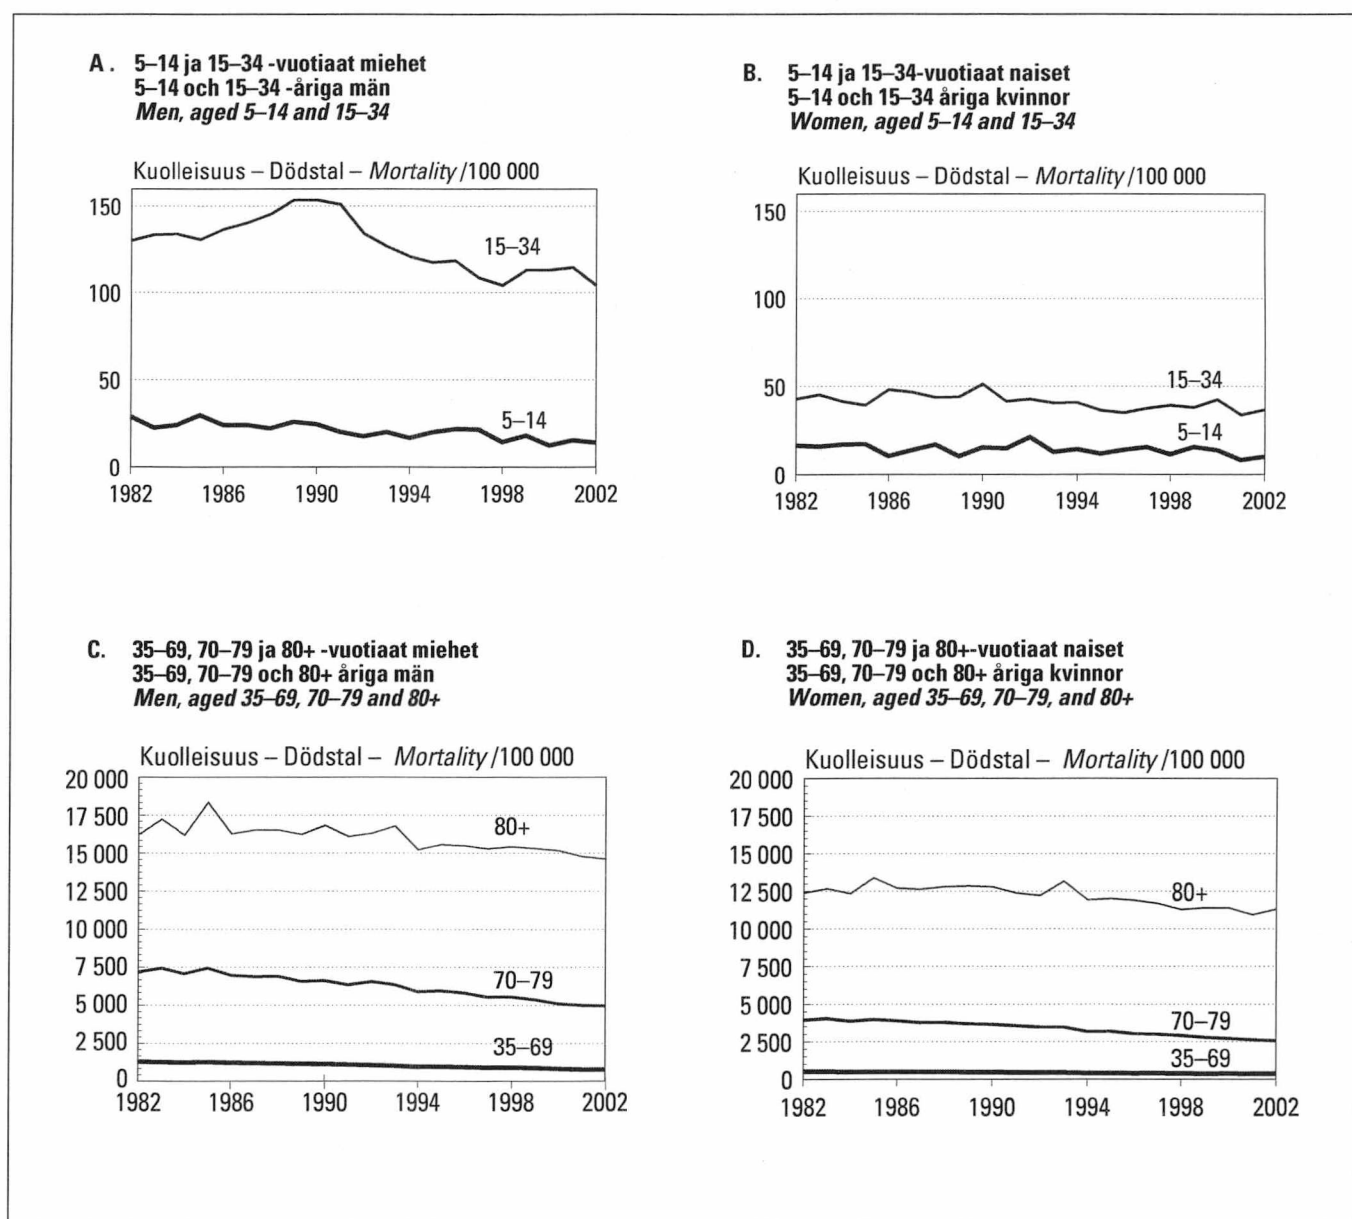 A. 5–14 ja 15–34 -vuotiaat miehet
5–14 och 15–34 -åriga män
Men, aged 5–14 and 15–34
Kuolleisuus – Dödstal – Mortality/100 000
150
100
50
0
15–34
5–14
1982 1986 1990 1994 1998 2002
B. 5–14 ja 15–34-vuotiaat naiset
5–14 och 15–34 åriga kvinnor
Women, aged 5–14 and 15–34
Kuolleisuus – Dödstal – Mortality/100 000
150
100
50
0
15–34
5–14
1982 1986 1990 1994 1998 2002
C. 35–69, 70–79 ja 80+ -vuotiaat miehet
35–69, 70–79 och 80+ åriga män
Men, aged 35–69, 70–79 and 80+
Kuolleisuus – Dödstal – Mortality/100 000
20 000
17 500
15 000
12 500
10 000
7 500
5 000
2 500
0
80+
70–79
35–69
1982 1986 1990 1994 1998 2002
D. 35–69, 70–79 ja 80+-vuotiaat naiset
35–69, 70–79 och 80+ åriga kvinnor
Women, aged 35–69, 70–79, and 80+
Kuolleisuus – Dödstal – Mortality/100 000
20 000
17 500
15 000
12 500
10 000
7 500
5 000
2 500
0
80+
70–79
35–69
1982 1986 1990 1994 1998 2002